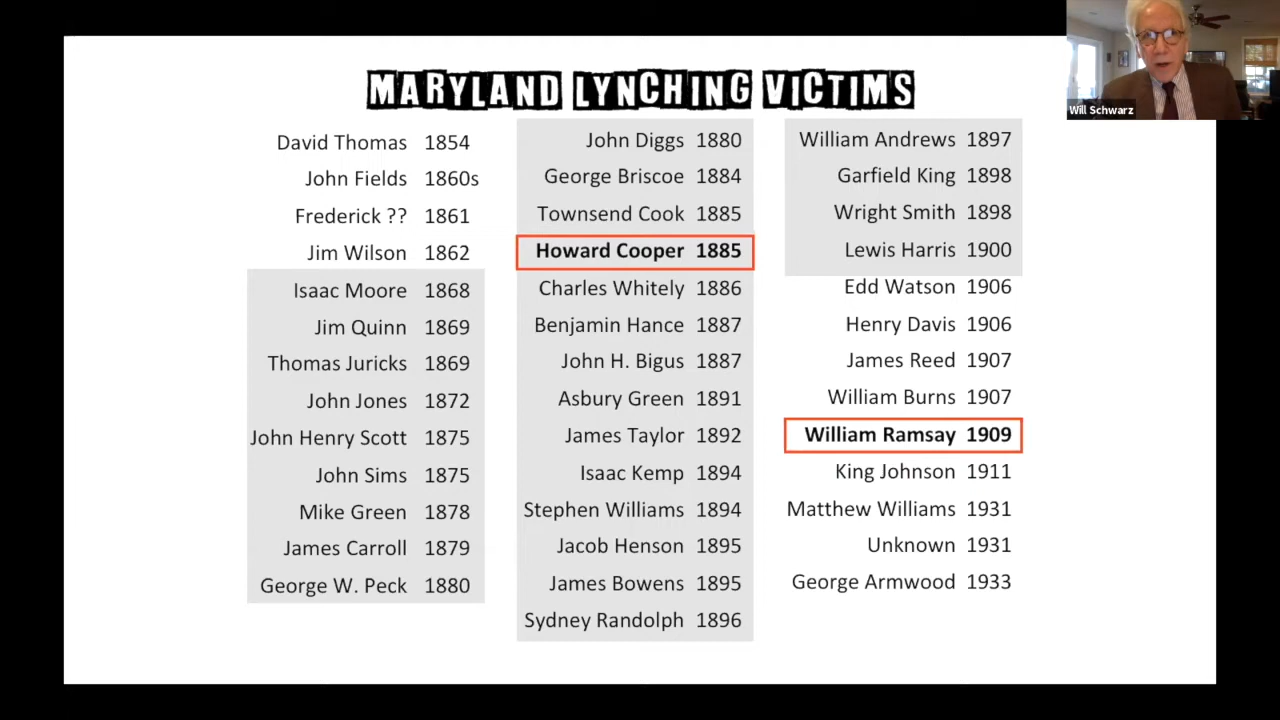 MARYLAND LYNCHING VICTIMS
David Thomas 1854
John Fields 1860s
Frederick ?? 1861
Jim Wilson 1862
Isaac Moore 1868
Jim Quinn 1869
Thomas Juricks 1869
John Jones 1872
John Henry Scott 1875
John Sims 1875
Mike Green 1878
James Carroll 1879
George W. Peck 1880
John Diggs 1880
George Briscoe 1884
Townsend Cook 1885
Howard Cooper 1885
Charles Whitely 1886
Benjamin Hance 1887
John H. Bigus 1887
Asbury Green 1891
James Taylor 1892
Isaac Kemp 1894
Stephen Williams 1894
Jacob Henson 1895
James Bowens 1895
Sydney Randolph 1896
William Andrews 1897
Garfield King 1898
Wright Smith 1898
Lewis Harris 1900
Edd Watson 1906
Henry Davis 1906
James Reed 1907
William Burns 1907
William Ramsay 1909
King Johnson 1911
Matthew Williams 1931
Unknown 1931
George Armwood 1933
Will Schwarz